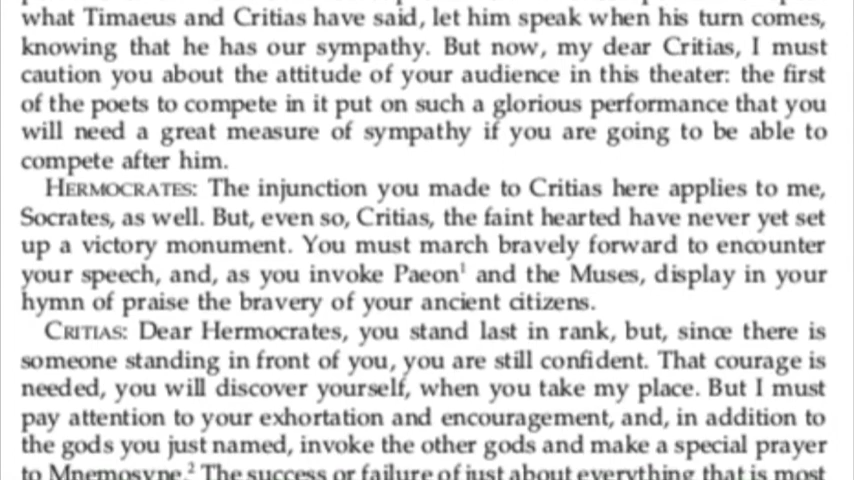 what Timaeus and Critias have said, let him speak when his turn comes,
knowing that he has our sympathy. But now, my dear Critias, I must
caution you about the attitude of your audience in this theater: the first
of the poets to compete in it put on such a glorious performance that you
will need a great measure of sympathy if you are going to be able to
compete after him.
HERMOCRATES: The injunction you made to Critias here applies to me,
Socrates, as well. But, even so, Critias, the faint hearted have never yet set
up a victory monument. You must march bravely forward to encounter
your speech, and, as you invoke Paeon¹ and the Muses, display in your
hymn of praise the bravery of your ancient citizens.
CRITIAS: Dear Hermocrates, you stand last in rank, but, since there is
someone standing in front of you, you are still confident. That courage is
needed, you will discover yourself, when you take my place. But I must
pay attention to your exhortation and encouragement, and, in addition to
the gods you just named, invoke the other gods and make a special prayer
to Mnemosyne.² The success or failure of just about everything that is most